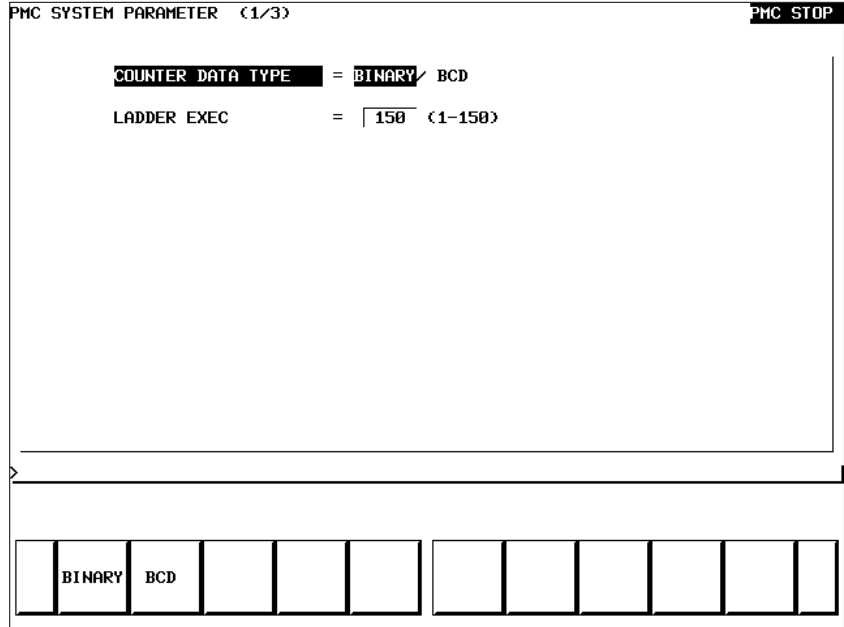 PMC SYSTEM PARAMETER (1/3) PMC STOP
COUNTER DATA TYPE = BINARY/ BCD
LADDER EXEC = 150 (1-150)
>
BINARY BCD